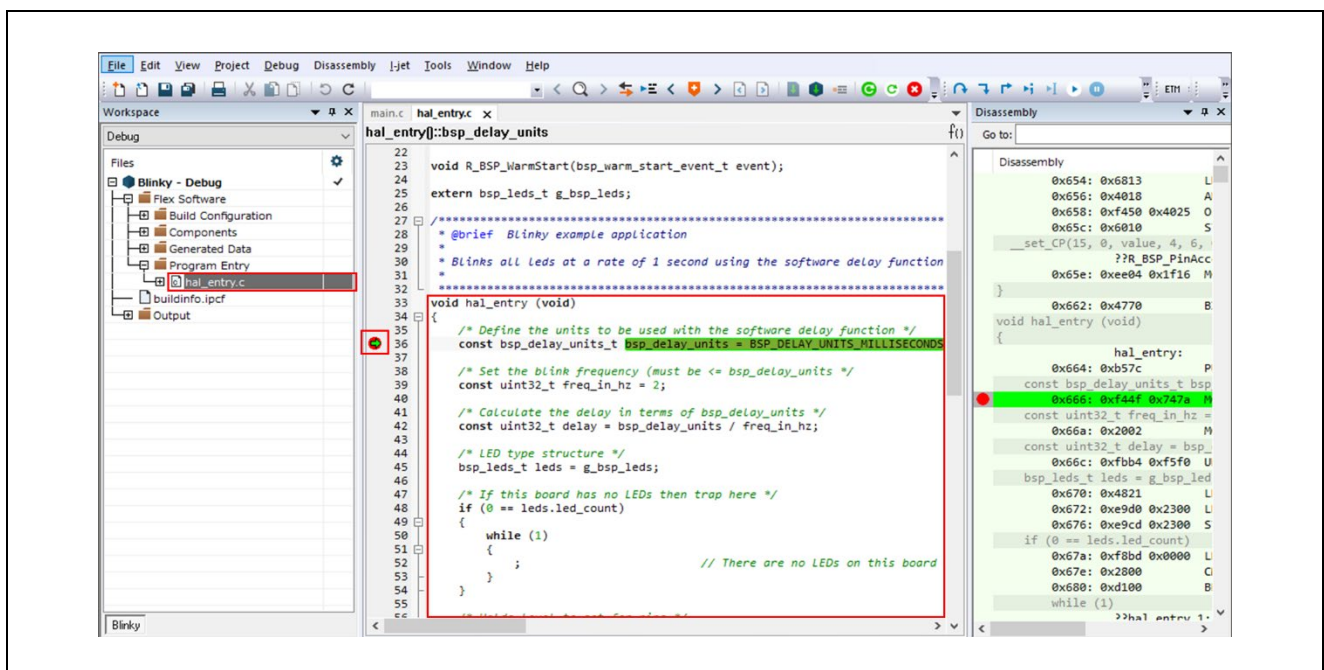 File Edit View Project Debug Disassembly I-jet Tools Window Help
ETM
Workspace
Debug
Files
Blinky - Debug
Flex Software
Build Configuration
Components
Generated Data
Program Entry
hal_entry.c
buildinfo.ipcf
Output
Blinky
main.c hal_entry.c x
hal_entry()::bsp_delay_units f()
22
23 void R_BSP_WarmStart(bsp_warm_start_event_t event);
24
25 extern bsp_leds_t g_bsp_leds;
26
27 /*************************************************************************
28 * @brief Blinky example application
29 *
30 * Blinks all leds at a rate of 1 second using the software delay function
31 *
32 *************************************************************************
33 void hal_entry (void)
34 {
35 /* Define the units to be used with the software delay function */
36 const bsp_delay_units_t bsp_delay_units = BSP_DELAY_UNITS_MILLISECONDS
37
38 /* Set the blink frequency (must be <= bsp_delay_units */
39 const uint32_t freq_in_hz = 2;
40
41 /* Calculate the delay in terms of bsp_delay_units */
42 const uint32_t delay = bsp_delay_units / freq_in_hz;
43
44 /* LED type structure */
45 bsp_leds_t leds = g_bsp_leds;
46
47 /* If this board has no LEDs then trap here */
48 if (0 == leds.led_count)
49 {
50 while (1)
51 {
52 ; // There are no LEDs on this board
53 }
54 }
55
Disassembly
Go to:
Disassembly
0x654: 0x6813 L
0x656: 0x4018 A
0x658: 0xf450 0x4025 O
0x65c: 0x6010 S
__set_CP(15, 0, value, 4, 6,
??R_BSP_PinAcc
0x65e: 0xee04 0x1f16 M
}
0x662: 0x4770 B
void hal_entry (void)
{
hal_entry:
0x664: 0xb57c P
const bsp_delay_units_t bsp
0x666: 0xf44f 0x747a M
const uint32_t freq_in_hz =
0x66a: 0x2002 M
const uint32_t delay = bsp_
0x66c: 0xfbb4 0xf5f0 U
bsp_leds_t leds = g_bsp_led
0x670: 0x4821 L
0x672: 0xe9d0 0x2300 L
0x676: 0xe9cd 0x2300 S
if (0 == leds.led_count)
0x67a: 0xf8bd 0x0000 L
0x67e: 0x2800 C
0x680: 0xd100 B
while (1)
??hal_entry_1: